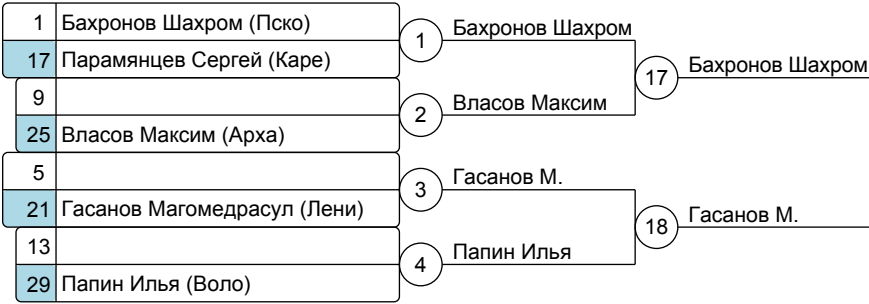 1 Бахронов Шахром (Пско)
17 Парамянцев Сергей (Каре)
1 Бахронов Шахром
9
25 Власов Максим (Арха)
2 Власов Максим
17 Бахронов Шахром
5
21 Гасанов Магомедрасул (Лени)
3 Гасанов М.
13
29 Папин Илья (Воло)
4 Папин Илья
18 Гасанов М.